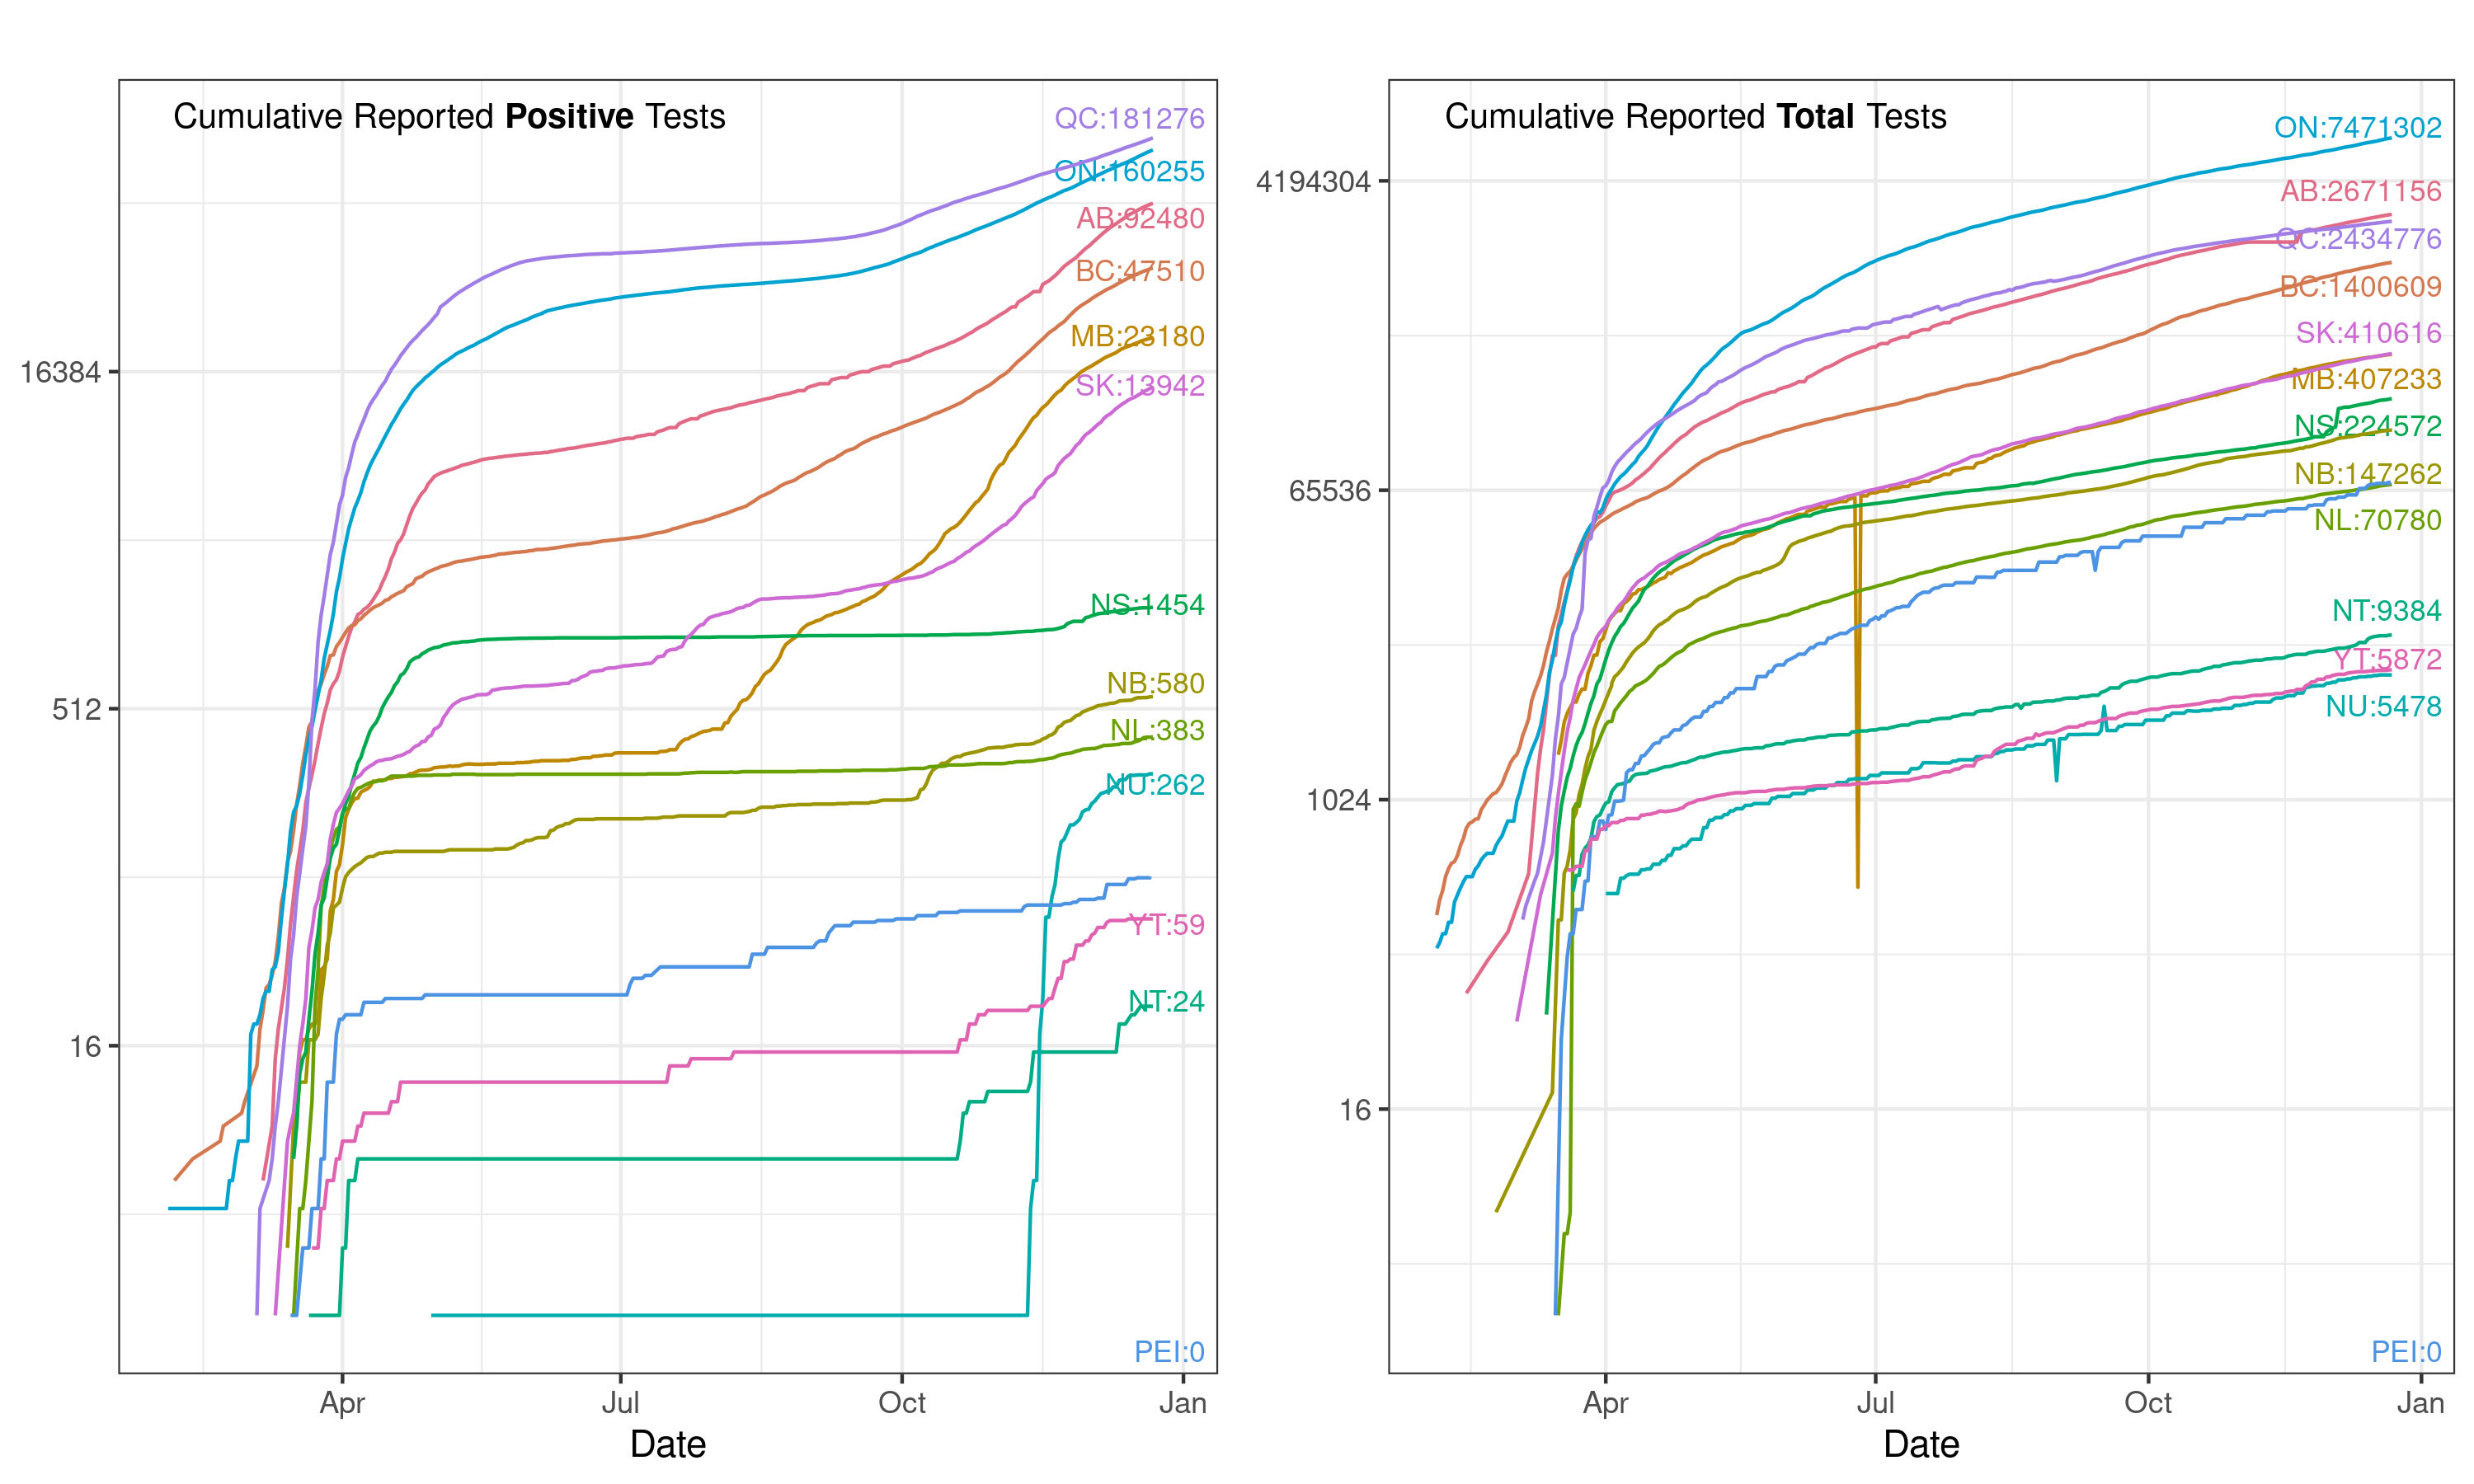 Cumulative Reported Positive Tests
QC:181276
ON:160255
AB:92480
BC:47510
MB:23180
SK:13942
NS:1454
NB:580
NL:383
NU:262
YT:59
NT:24
PEI:0
16384
512
16
Apr
Jul
Oct
Jan
Date
Cumulative Reported Total Tests
ON:7471302
AB:2671156
QC:2434776
BC:1400609
SK:410616
MB:407233
NS:224572
NB:147262
NL:70780
NT:9384
YT:5872
NU:5478
PEI:0
4194304
65536
1024
16
Apr
Jul
Oct
Jan
Date